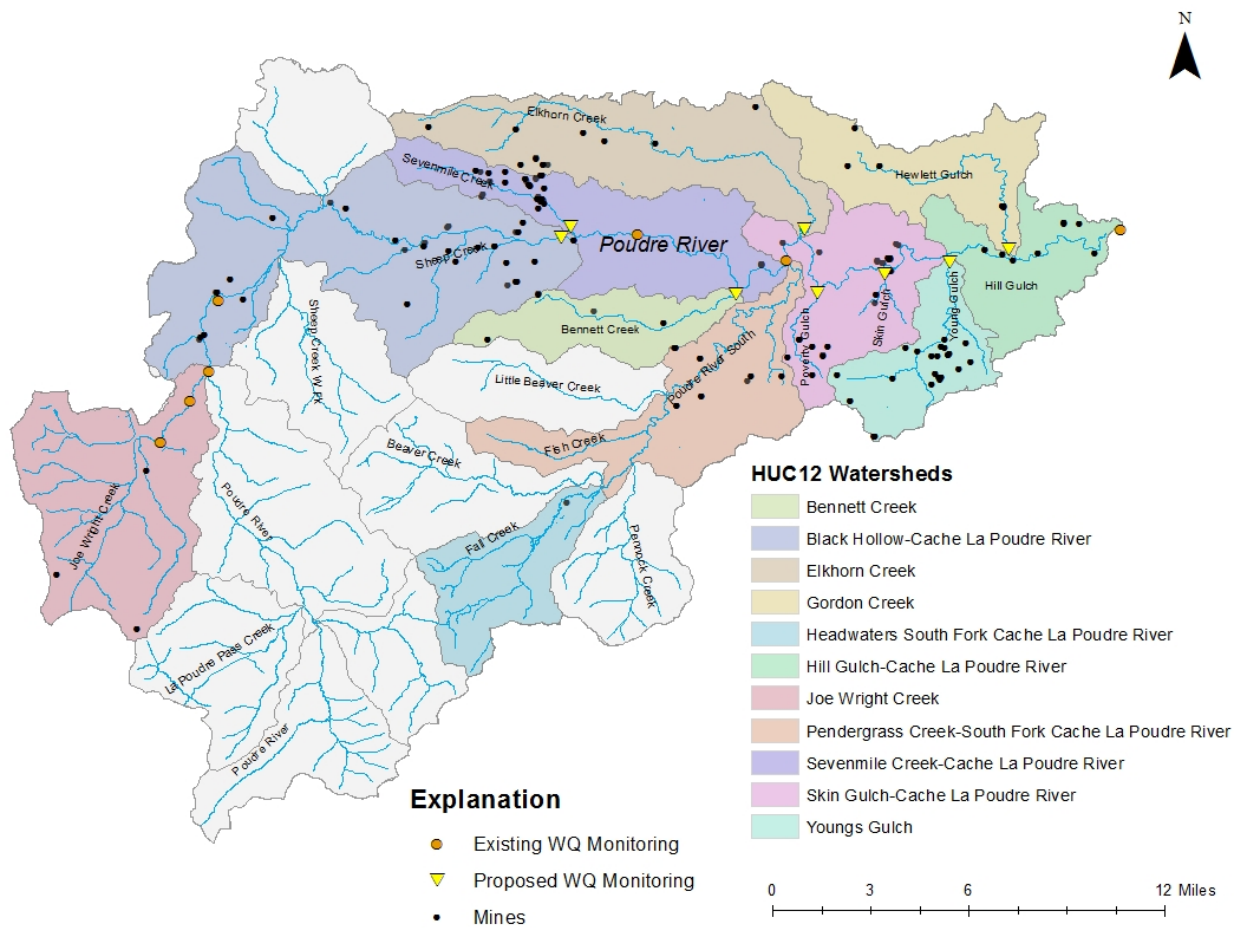 N
Elkhorn Creek
Sevenmile Creek
Hewlett Gulch
Poudre River
Sheep Creek
Hill Gulch
Young Gulch
Skin Gulch
Bennett Creek
Sheep Creek W Fk
Poverty Gulch
Poudre River South
Little Beaver Creek
Fish Creek
Beaver Creek
Joe Wright Creek
Poudre River
Fall Creek
Pennock Creek
La Poudre Pass Creek
Poudre River
HUC12 Watersheds
Bennett Creek
Black Hollow-Cache La Poudre River
Elkhorn Creek
Gordon Creek
Headwaters South Fork Cache La Poudre River
Hill Gulch-Cache La Poudre River
Joe Wright Creek
Pendergrass Creek-South Fork Cache La Poudre River
Sevenmile Creek-Cache La Poudre River
Skin Gulch-Cache La Poudre River
Youngs Gulch
Explanation
Existing WQ Monitoring
Proposed WQ Monitoring
Mines
0 3 6 12 Miles